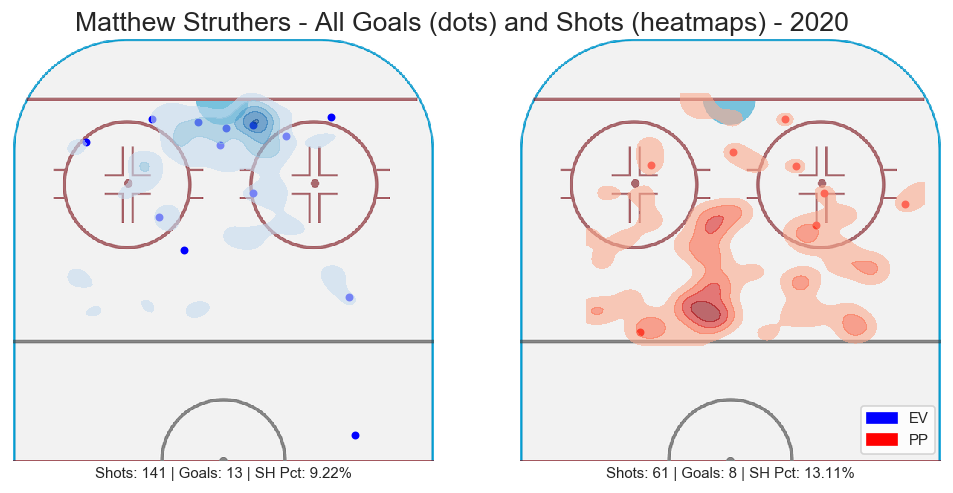 Matthew Struthers - All Goals (dots) and Shots (heatmaps) - 2020
EV
PP
Shots: 141 | Goals: 13 | SH Pct: 9.22%
Shots: 61 | Goals: 8 | SH Pct: 13.11%